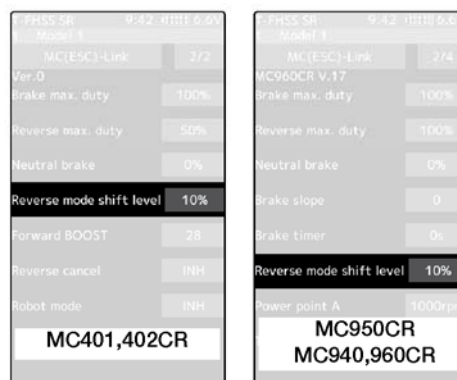 T-FHSS SR 9:42 6.6V
1 Model 1
MC(ESC)-Link 2/2
Ver.0
Brake max. duty 100%
Reverse max. duty 50%
Neutral brake 0%
Reverse mode shift level 10%
Forward BOOST 28
Reverse cancel INH
Robot mode INH
MC401,402CR
T-FHSS SR 9:42 6.6
1 Model 1
MC(ESC)-Link 2/4
MC960CR V.17
Brake max. duty 100%
Reverse max. duty 100%
Neutral brake 0%
Brake slope 0
Brake timer 0s
Reverse mode shift level 10%
Power point A 1000rp
MC950CR
MC940,960CR